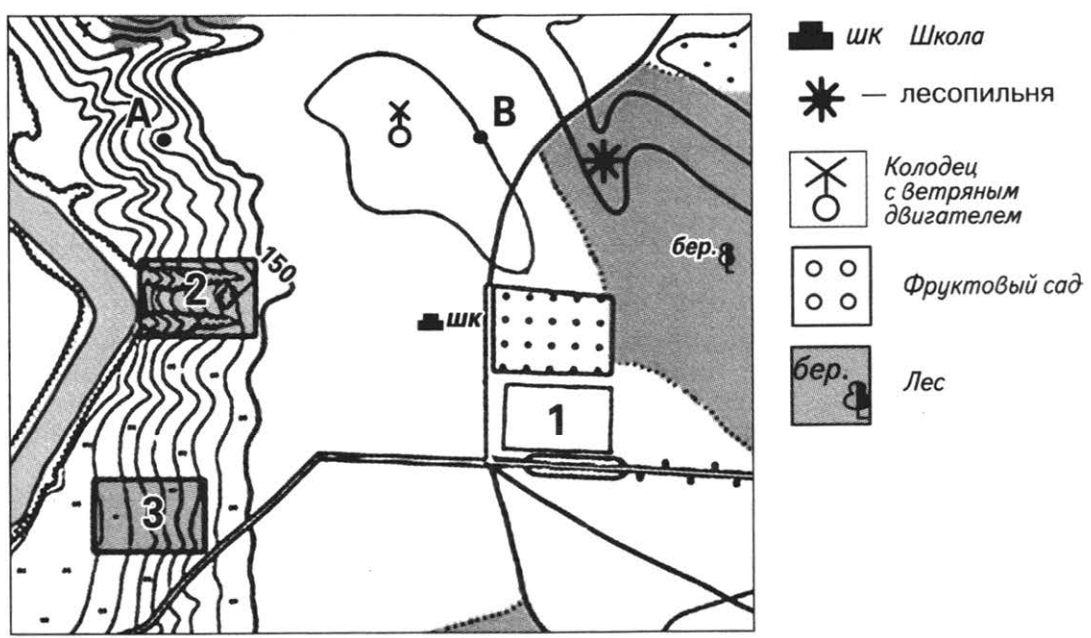 шк Школа
— лесопильня
A
B
Колодец
с ветряным
двигателем
бер.
150
2
Фруктовый сад
шк
бер.
Лес
1
3